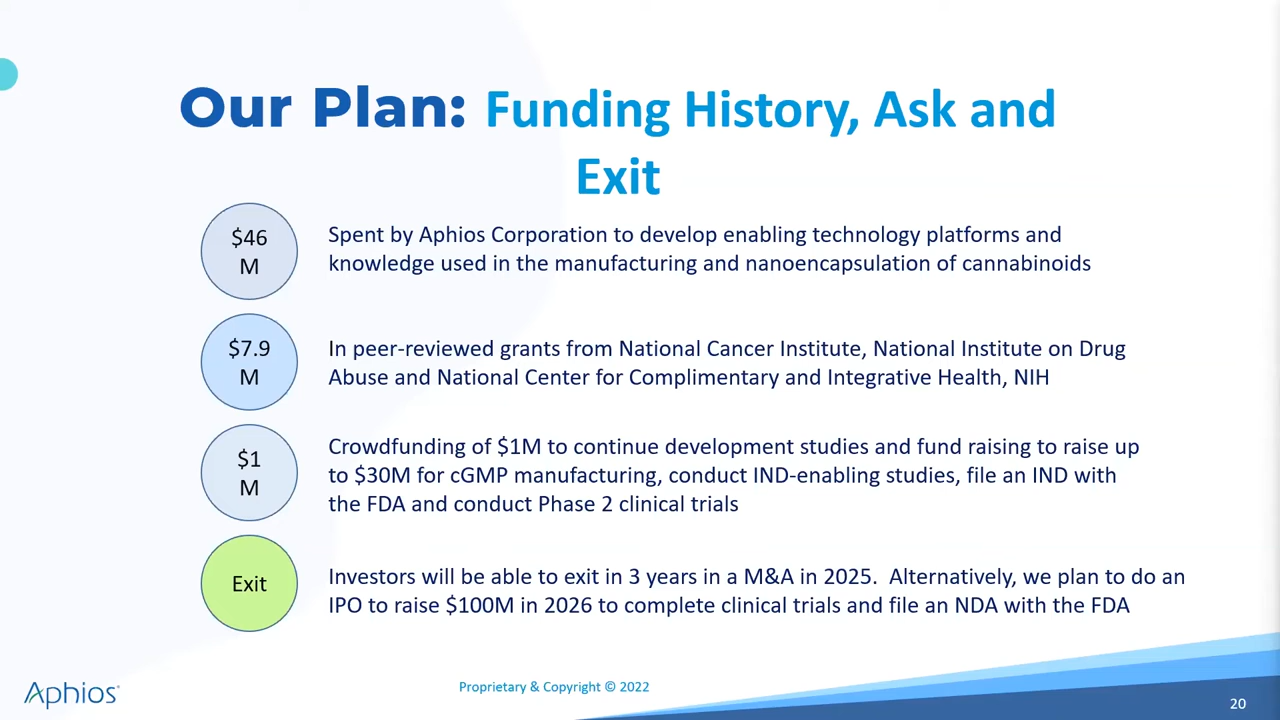 Our Plan: Funding History, Ask and
Exit
$46
M
Spent by Aphios Corporation to develop enabling technology platforms and
knowledge used in the manufacturing and nanoencapsulation of cannabinoids
$7.9
M
In peer-reviewed grants from National Cancer Institute, National Institute on Drug
Abuse and National Center for Complimentary and Integrative Health, NIH
$1
M
Crowdfunding of $1M to continue development studies and fund raising to raise up
to $30M for cGMP manufacturing, conduct IND-enabling studies, file an IND with
the FDA and conduct Phase 2 clinical trials
Exit
Investors will be able to exit in 3 years in a M&A in 2025.  Alternatively, we plan to do an
IPO to raise $100M in 2026 to complete clinical trials and file an NDA with the FDA
Aphios®
Proprietary & Copyright © 2022
20